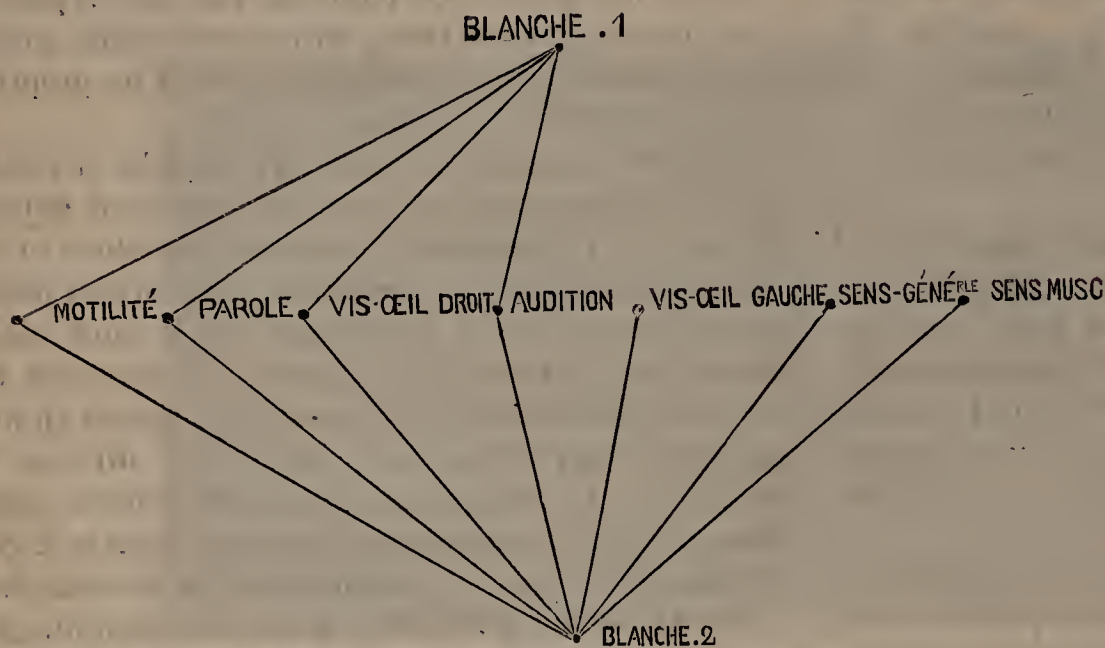 BLANCHE . 1
MOTILITÉ PAROLE VIS-ŒIL DROIT AUDITION VIS-ŒIL GAUCHE SENS-GÉNÉRLE SENS MUSC
BLANCHE.2